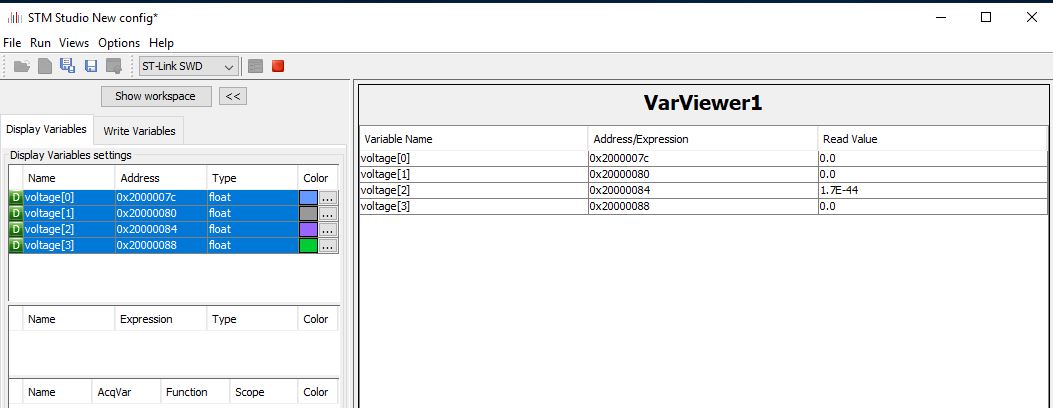 STM Studio New config*
File Run Views Options Help
ST-Link SWD
Show workspace <<
Display Variables Write Variables
Display Variables settings
Name Address Type Color
D voltage[0] 0x2000007c float ...
D voltage[1] 0x20000080 float ...
D voltage[2] 0x20000084 float ...
D voltage[3] 0x20000088 float ...
Name Expression Type Color
Name AcqVar Function Scope Color
VarViewer1
Variable Name Address/Expression Read Value
voltage[0] 0x2000007c 0.0
voltage[1] 0x20000080 0.0
voltage[2] 0x20000084 1.7E-44
voltage[3] 0x20000088 0.0